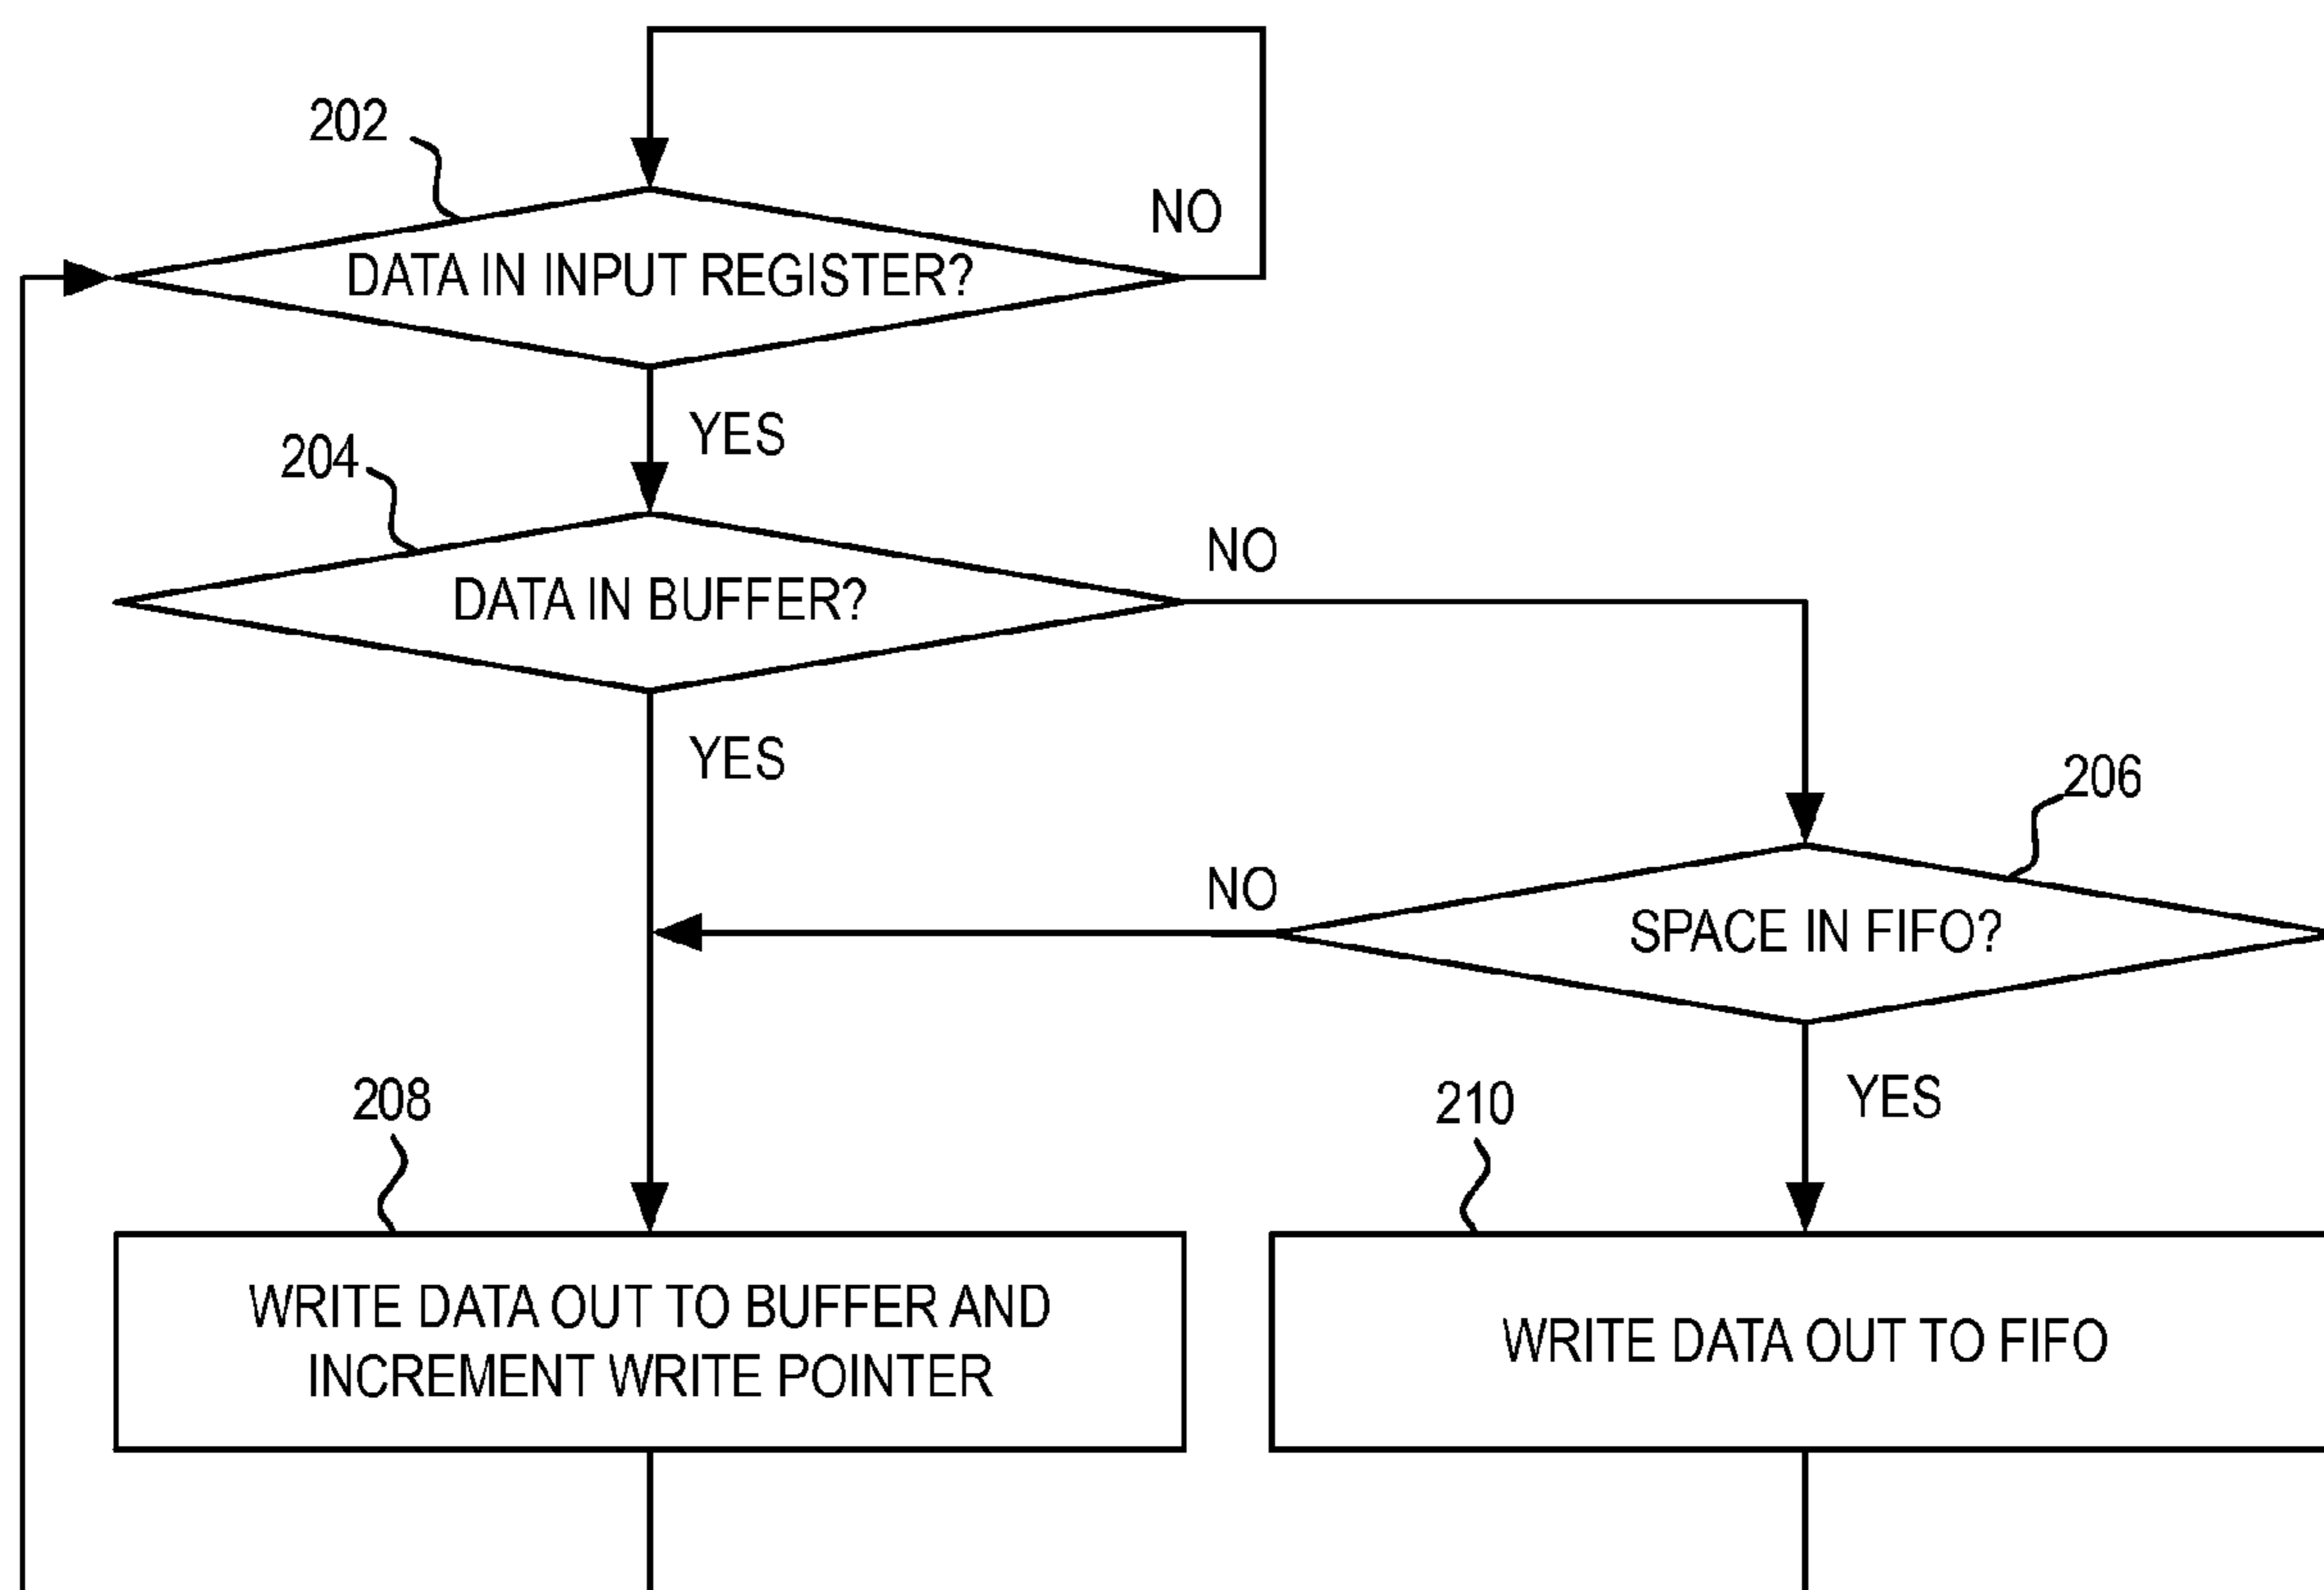 202
NO
DATA IN INPUT REGISTER?
YES
204
NO
DATA IN BUFFER?
YES
206
NO
SPACE IN FIFO?
208
210
YES
WRITE DATA OUT TO BUFFER AND
INCREMENT WRITE POINTER
WRITE DATA OUT TO FIFO